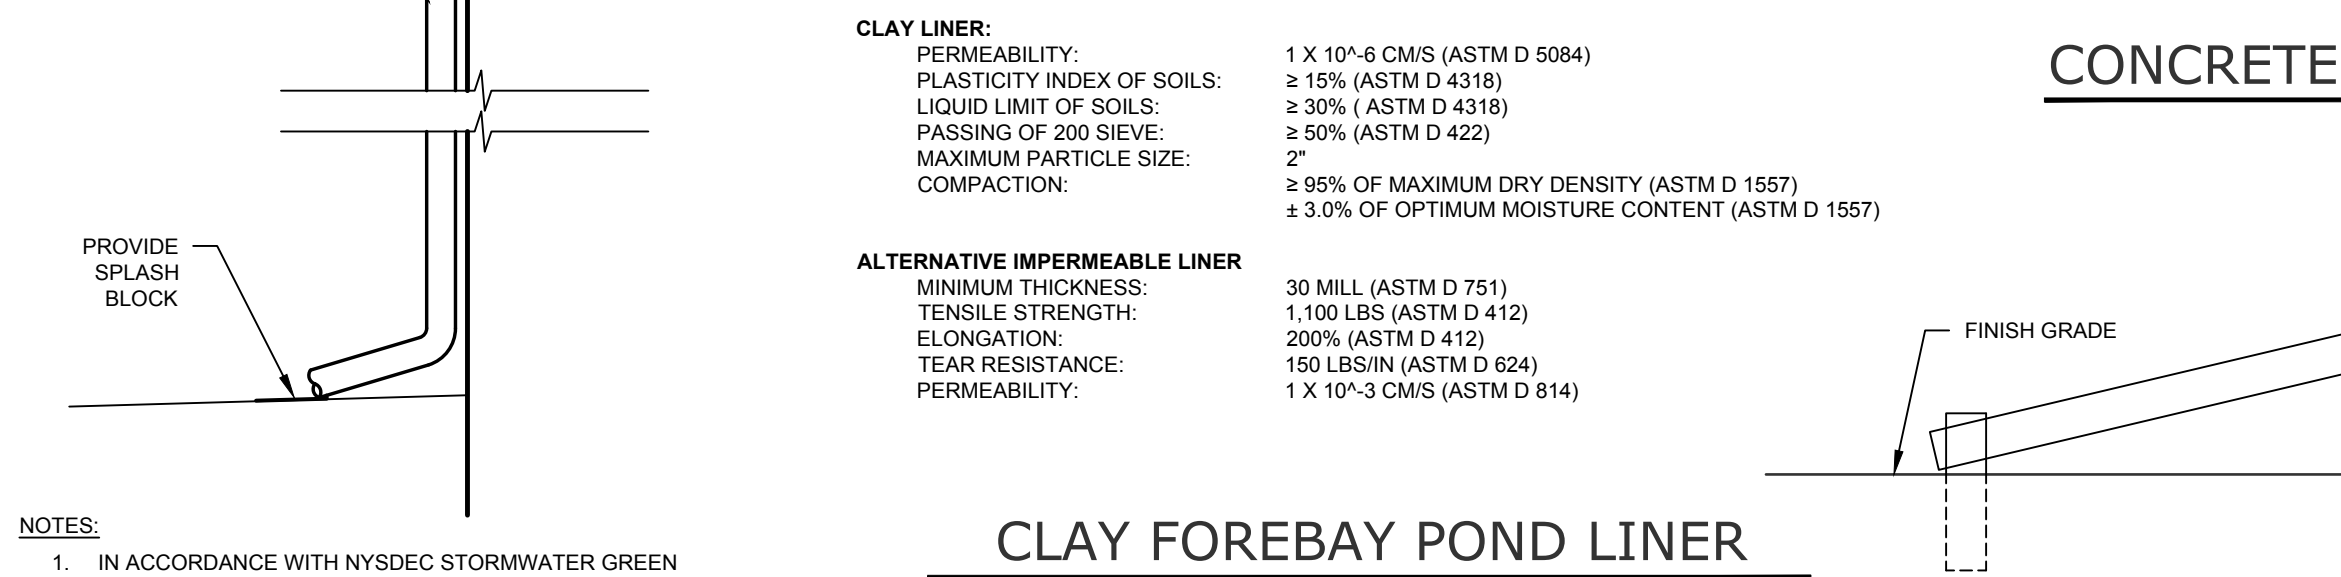 PROVIDE
SPLASH
BLOCK
NOTES:
1. IN ACCORDANCE WITH NYSDEC STORMWATER GREEN
CLAY LINER:
PERMEABILITY: 1 X 10^-6 CM/S (ASTM D 5084)
PLASTICITY INDEX OF SOILS: ≥ 15% (ASTM D 4318)
LIQUID LIMIT OF SOILS: ≥ 30% ( ASTM D 4318)
PASSING OF 200 SIEVE: ≥ 50% (ASTM D 422)
MAXIMUM PARTICLE SIZE: 2"
COMPACTION: ≥ 95% OF MAXIMUM DRY DENSITY (ASTM D 1557)
± 3.0% OF OPTIMUM MOISTURE CONTENT (ASTM D 1557)
ALTERNATIVE IMPERMEABLE LINER
MINIMUM THICKNESS: 30 MILL (ASTM D 751)
TENSILE STRENGTH: 1,100 LBS (ASTM D 412)
ELONGATION: 200% (ASTM D 412)
TEAR RESISTANCE: 150 LBS/IN (ASTM D 624)
PERMEABILITY: 1 X 10^-3 CM/S (ASTM D 814)
CLAY FOREBAY POND LINER
CONCRETE
FINISH GRADE